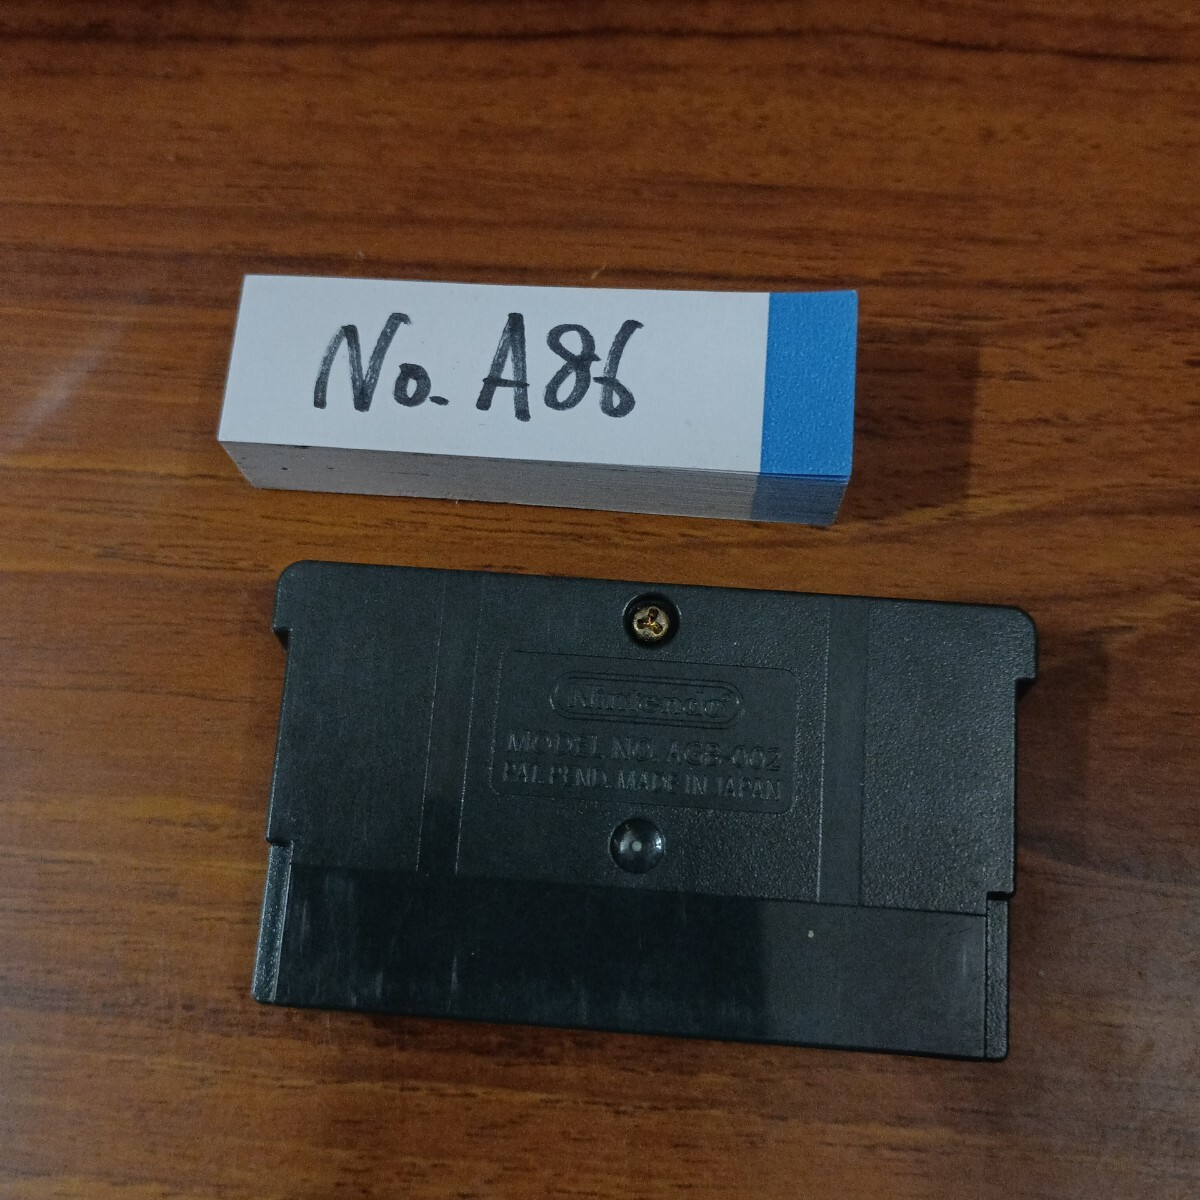 No. A86
Nintendo
MODEL NO. AGB-002
PAT. PEND. MADE IN JAPAN